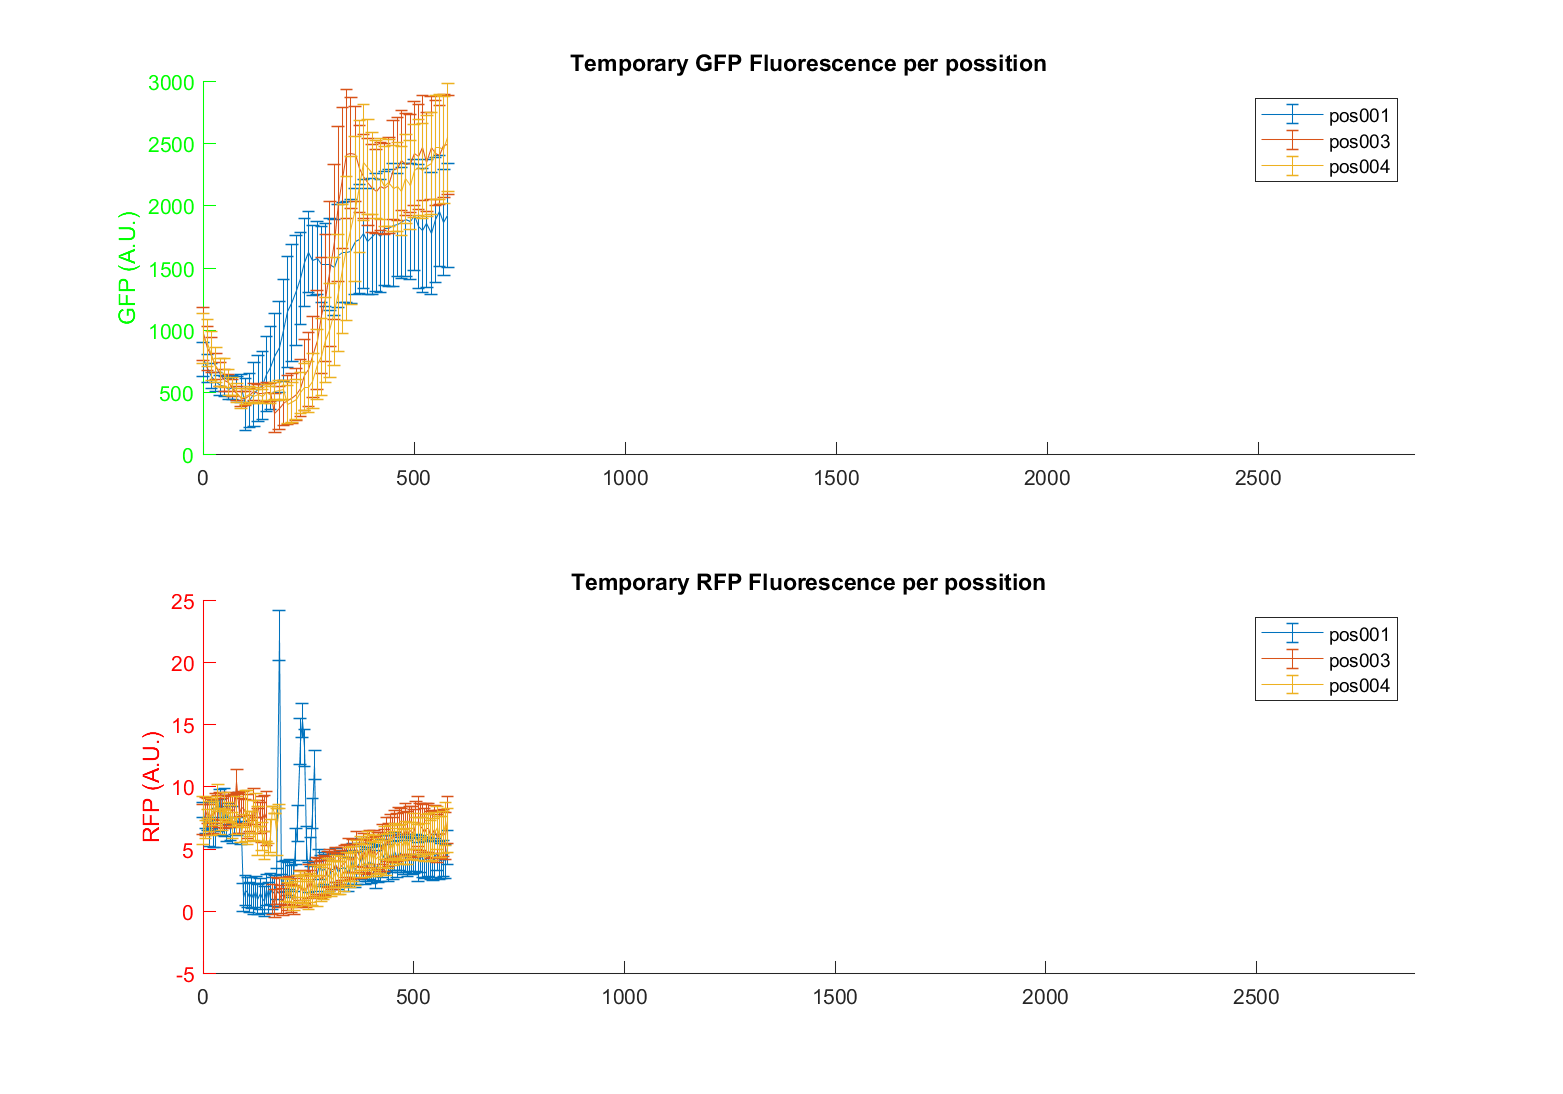 Temporary GFP Fluorescence per possition
3000
2500
2000
1500
1000
500
0
GFP (A.U.)
0 500 1000 1500 2000 2500
pos001
pos003
pos004
Temporary RFP Fluorescence per possition
25
20
15
10
5
0
-5
RFP (A.U.)
0 500 1000 1500 2000 2500
pos001
pos003
pos004